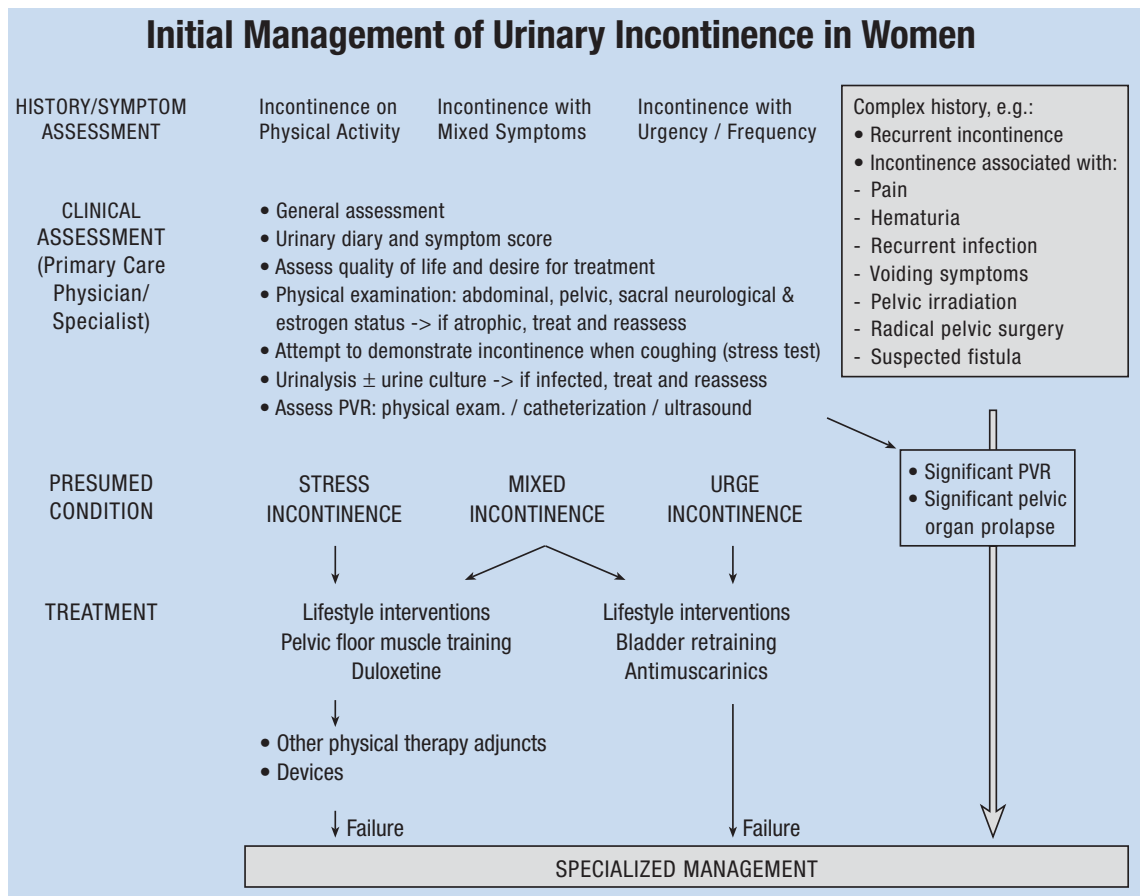 Initial Management of Urinary Incontinence in Women
HISTORY/SYMPTOM
ASSESSMENT
Incontinence on
Physical Activity
Incontinence with
Mixed Symptoms
Incontinence with
Urgency / Frequency
Complex history, e.g.:
• Recurrent incontinence
• Incontinence associated with:
- Pain
- Hematuria
- Recurrent infection
- Voiding symptoms
- Pelvic irradiation
- Radical pelvic surgery
- Suspected fistula
CLINICAL
ASSESSMENT
(Primary Care
Physician/
Specialist)
• General assessment
• Urinary diary and symptom score
• Assess quality of life and desire for treatment
• Physical examination: abdominal, pelvic, sacral neurological &
estrogen status -> if atrophic, treat and reassess
• Attempt to demonstrate incontinence when coughing (stress test)
• Urinalysis ± urine culture -> if infected, treat and reassess
• Assess PVR: physical exam. / catheterization / ultrasound
• Significant PVR
• Significant pelvic
organ prolapse
PRESUMED
CONDITION
STRESS
INCONTINENCE
MIXED
INCONTINENCE
URGE
INCONTINENCE
TREATMENT
Lifestyle interventions
Pelvic floor muscle training
Duloxetine
Lifestyle interventions
Bladder retraining
Antimuscarinics
• Other physical therapy adjuncts
• Devices
Failure
Failure
SPECIALIZED MANAGEMENT